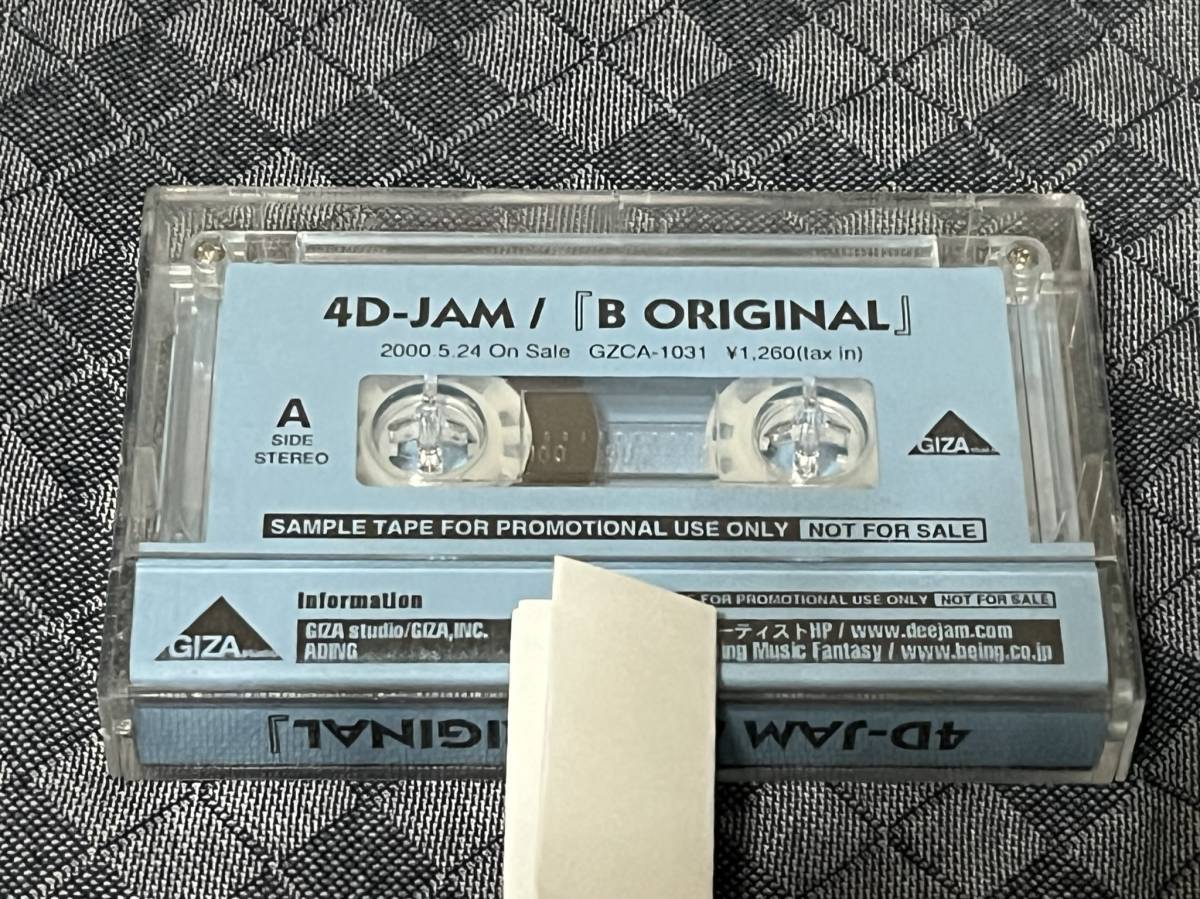 4D-JAM / 『B ORIGINAL』
2000.5.24 On Sale GZCA-1031 ¥1,260(tax in)
A
SIDE
STEREO
GIZA
SAMPLE TAPE FOR PROMOTIONAL USE ONLY NOT FOR SALE
GIZA
Information
FOR PROMOTIONAL USE ONLY NOT FOR SALE
GIZA studio/GIZA,INC.
ーティストHP / www.deejam.com
ADING
ng Music Fantasy / www.being.co.jp
4D-JAM
IGINAL』